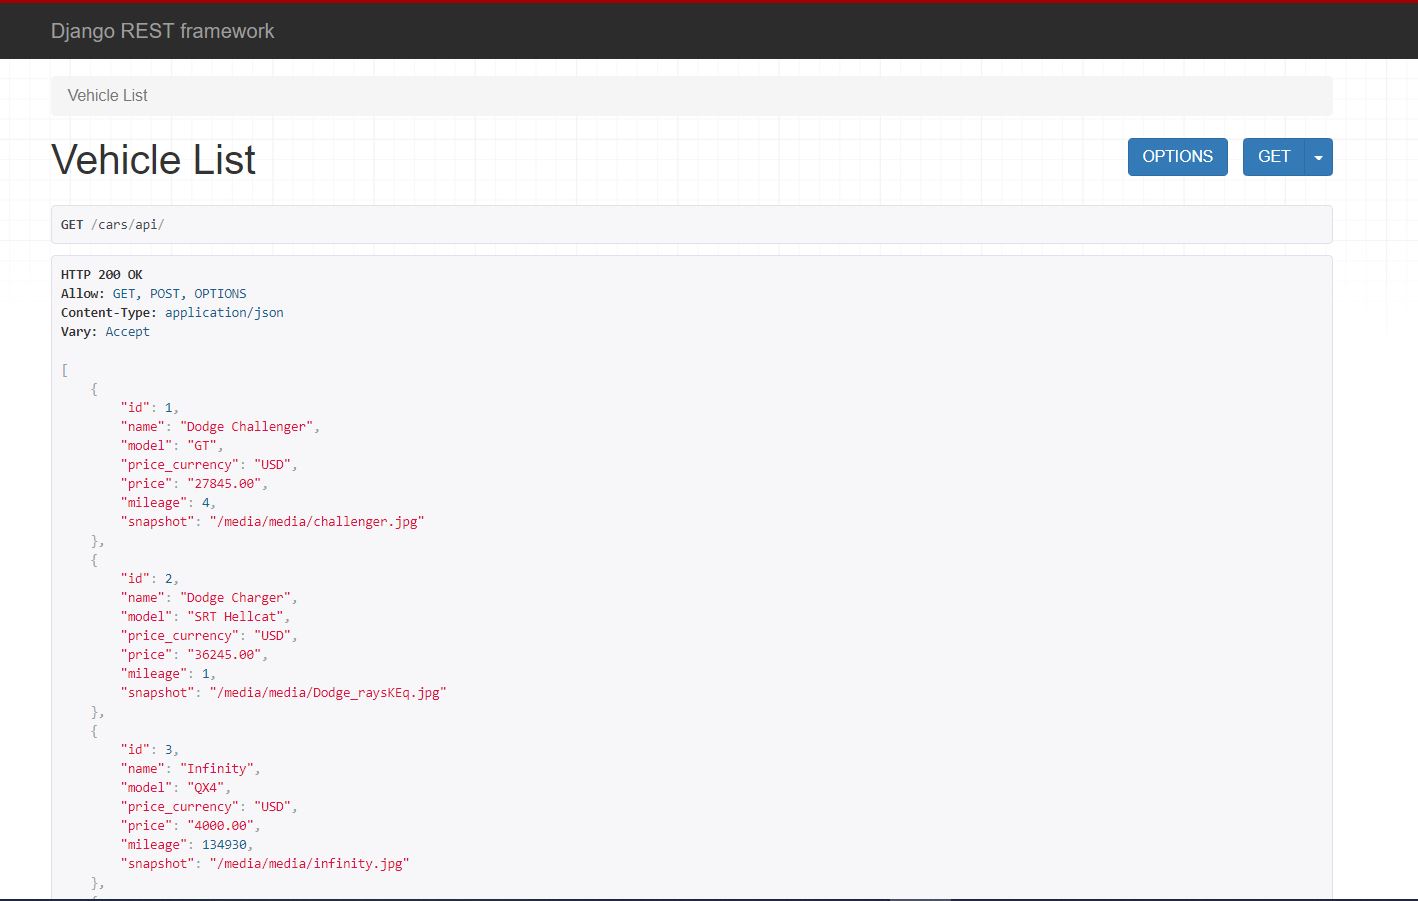 Django REST framework
Vehicle List
Vehicle List
OPTIONS GET
GET /cars/api/
HTTP 200 OK
Allow: GET, POST, OPTIONS
Content-Type: application/json
Vary: Accept
[
    {
        "id": 1,
        "name": "Dodge Challenger",
        "model": "GT",
        "price_currency": "USD",
        "price": "27845.00",
        "mileage": 4,
        "snapshot": "/media/media/challenger.jpg"
    },
    {
        "id": 2,
        "name": "Dodge Charger",
        "model": "SRT Hellcat",
        "price_currency": "USD",
        "price": "36245.00",
        "mileage": 1,
        "snapshot": "/media/media/Dodge_raysKEq.jpg"
    },
    {
        "id": 3,
        "name": "Infinity",
        "model": "QX4",
        "price_currency": "USD",
        "price": "4000.00",
        "mileage": 134930,
        "snapshot": "/media/media/infinity.jpg"
    },